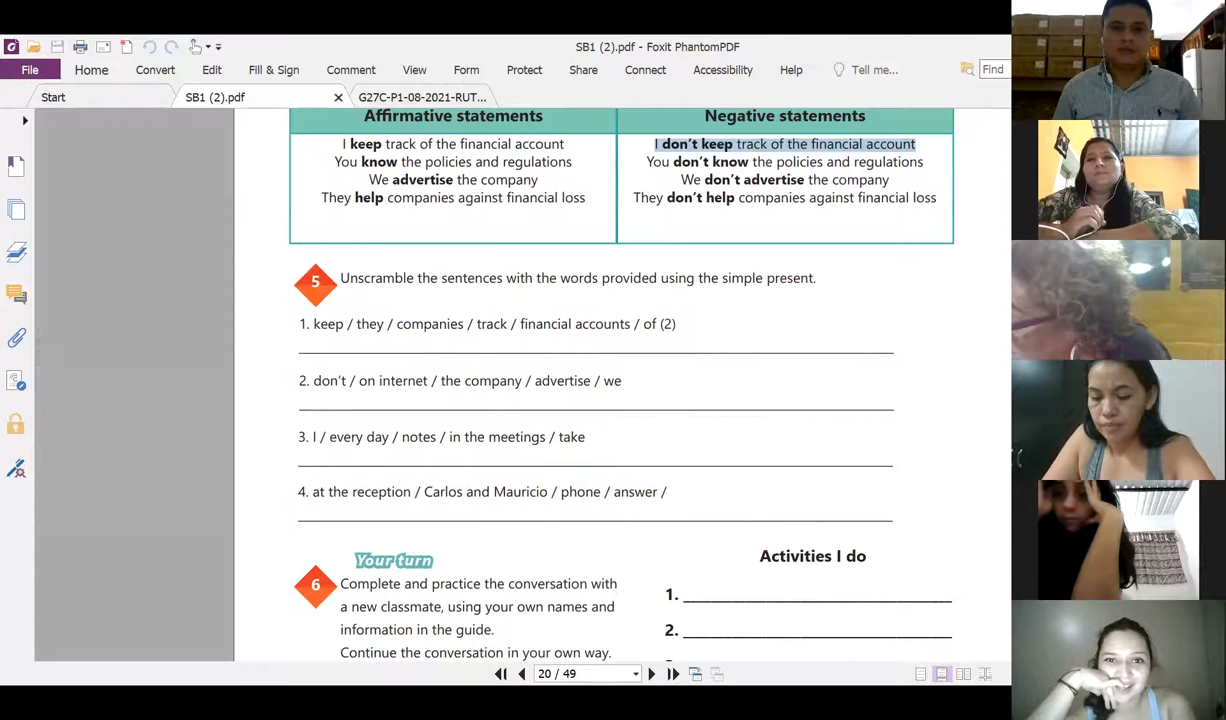 SB1 (2).pdf - Foxit PhantomPDF
File Home Convert Edit Fill & Sign Comment View Form Protect Share Connect Accessibility Help Tell me... Find
Start SB1 (2).pdf G27C-P1-08-2021-RUT...
Affirmative statements
I keep track of the financial account
You know the policies and regulations
We advertise the company
They help companies against financial loss
Negative statements
I don't keep track of the financial account
You don't know the policies and regulations
We don't advertise the company
They don't help companies against financial loss
5 Unscramble the sentences with the words provided using the simple present.
1. keep / they / companies / track / financial accounts / of (2)
2. don't / on internet / the company / advertise / we
3. I / every day / notes / in the meetings / take
4. at the reception / Carlos and Mauricio / phone / answer /
Your turn
6 Complete and practice the conversation with
a new classmate, using your own names and
information in the guide.
Continue the conversation in your own way.
Activities I do
1.
2.
20 / 49